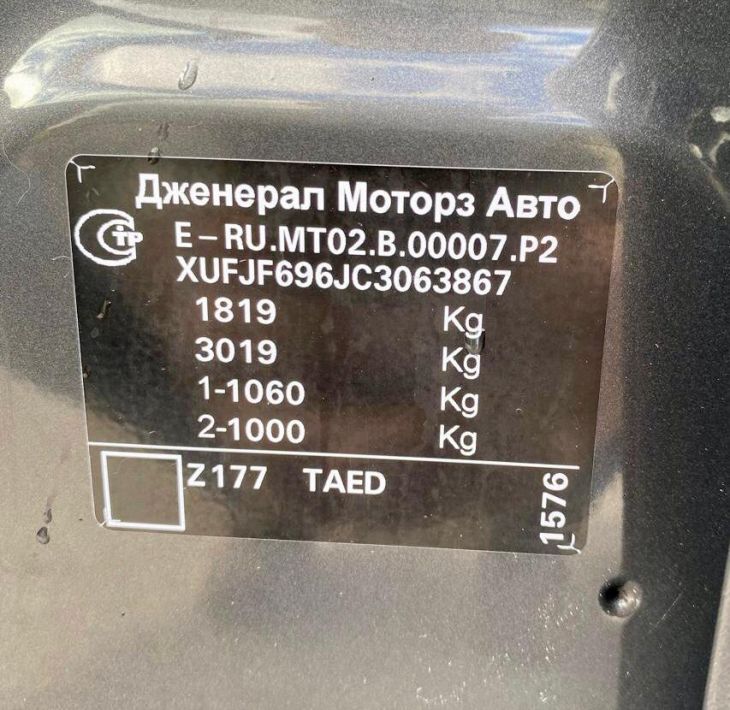 Дженерал Моторз Авто
СTP E – RU.MT02.B.00007.P2
XUFJF696JC3063867
1819 Kg
3019 Kg
1-1060 Kg
2-1000 Kg
Z177 TAED
1576